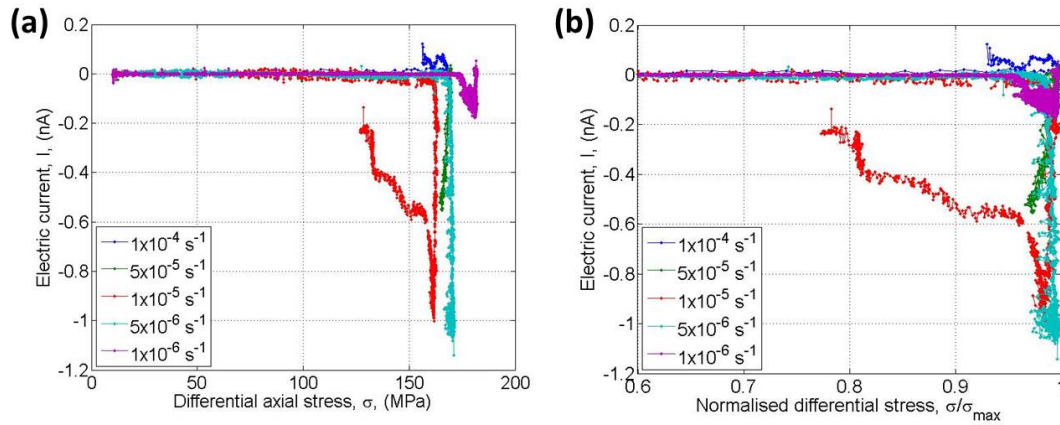 (a)
0.2
0
-0.2
-0.4
-0.6
-0.8
-1
-1.2
Electric current, I, (nA)
1x10⁻⁴ s⁻¹
5x10⁻⁵ s⁻¹
1x10⁻⁵ s⁻¹
5x10⁻⁶ s⁻¹
1x10⁻⁶ s⁻¹
0 50 100 150 200
Differential axial stress, σ, (MPa)
(b)
0.2
0
-0.2
-0.4
-0.6
-0.8
-1
-1.2
Electric current, I, (nA)
1x10⁻⁴ s⁻¹
5x10⁻⁵ s⁻¹
1x10⁻⁵ s⁻¹
5x10⁻⁶ s⁻¹
1x10⁻⁶ s⁻¹
0.6 0.7 0.8 0.9 1
Normalised differential stress, σ/σmax